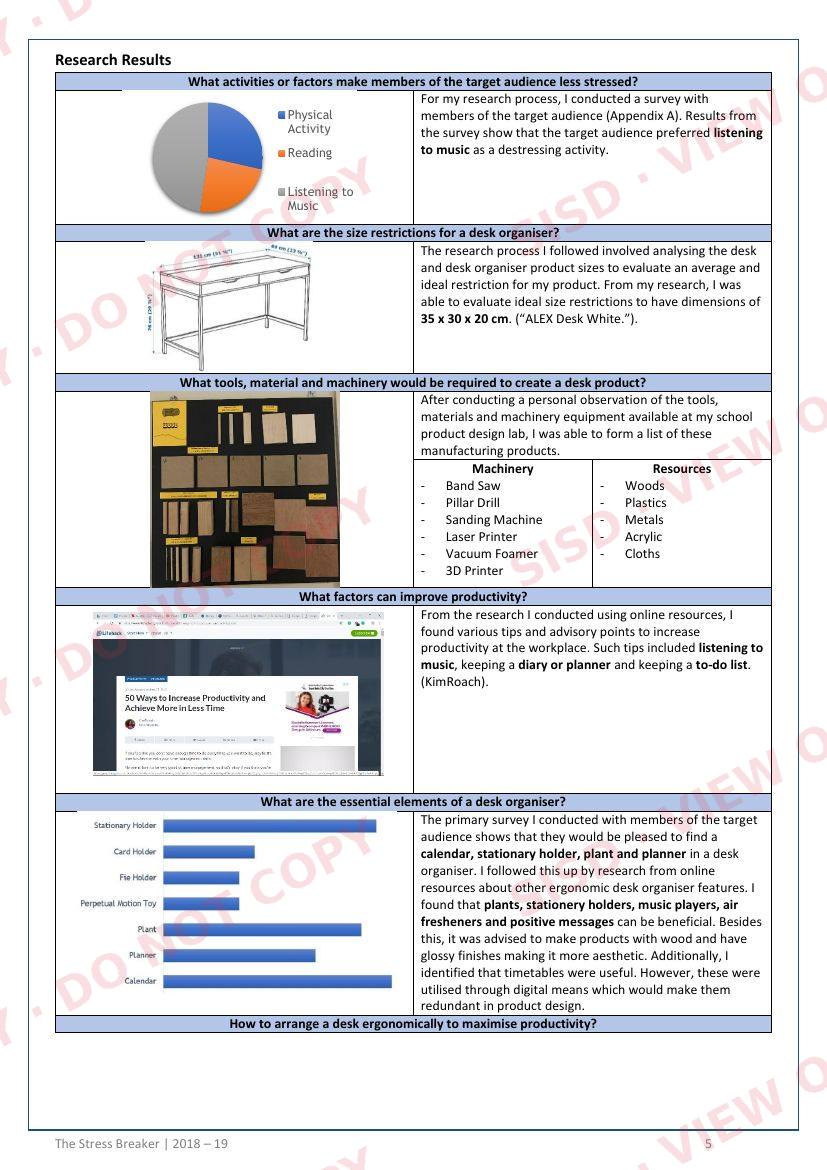 Research Results
What activities or factors make members of the target audience less stressed?
Physical
Activity
Reading
Listening to
Music
For my research process, I conducted a survey with
members of the target audience (Appendix A). Results from
the survey show that the target audience preferred listening
to music as a destressing activity.
What are the size restrictions for a desk organiser?
The research process I followed involved analysing the desk
and desk organiser product sizes to evaluate an average and
ideal restriction for my product. From my research, I was
able to evaluate ideal size restrictions to have dimensions of
35 x 30 x 20 cm. (“ALEX Desk White.”).
What tools, material and machinery would be required to create a desk product?
After conducting a personal observation of the tools,
materials and machinery equipment available at my school
product design lab, I was able to form a list of these
manufacturing products.
Machinery
- Band Saw
- Pillar Drill
- Sanding Machine
- Laser Printer
- Vacuum Foamer
- 3D Printer
Resources
- Woods
- Plastics
- Metals
- Acrylic
- Cloths
What factors can improve productivity?
50 Ways to Increase Productivity and
Achieve More in Less Time
From the research I conducted using online resources, I
found various tips and advisory points to increase
productivity at the workplace. Such tips included listening to
music, keeping a diary or planner and keeping a to-do list.
(KimRoach).
What are the essential elements of a desk organiser?
Stationary Holder
Card Holder
File Holder
Perpetual Motion Toy
Plant
Planner
Calendar
The primary survey I conducted with members of the target
audience shows that they would be pleased to find a
calendar, stationary holder, plant and planner in a desk
organiser. I followed this up by research from online
resources about other ergonomic desk organiser features. I
found that plants, stationery holders, music players, air
fresheners and positive messages can be beneficial. Besides
this, it was advised to make products with wood and have
glossy finishes making it more aesthetic. Additionally, I
identified that timetables were useful. However, these were
utilised through digital means which would make them
redundant in product design.
How to arrange a desk ergonomically to maximise productivity?
The Stress Breaker | 2018 – 19
5
SISD · VIEW O
Y · DO NOT COPY
SISD · VIEW O
Y · DO NOT COPY
SISD · VIEW O
Y · DO NOT COPY
SISD · VIEW O